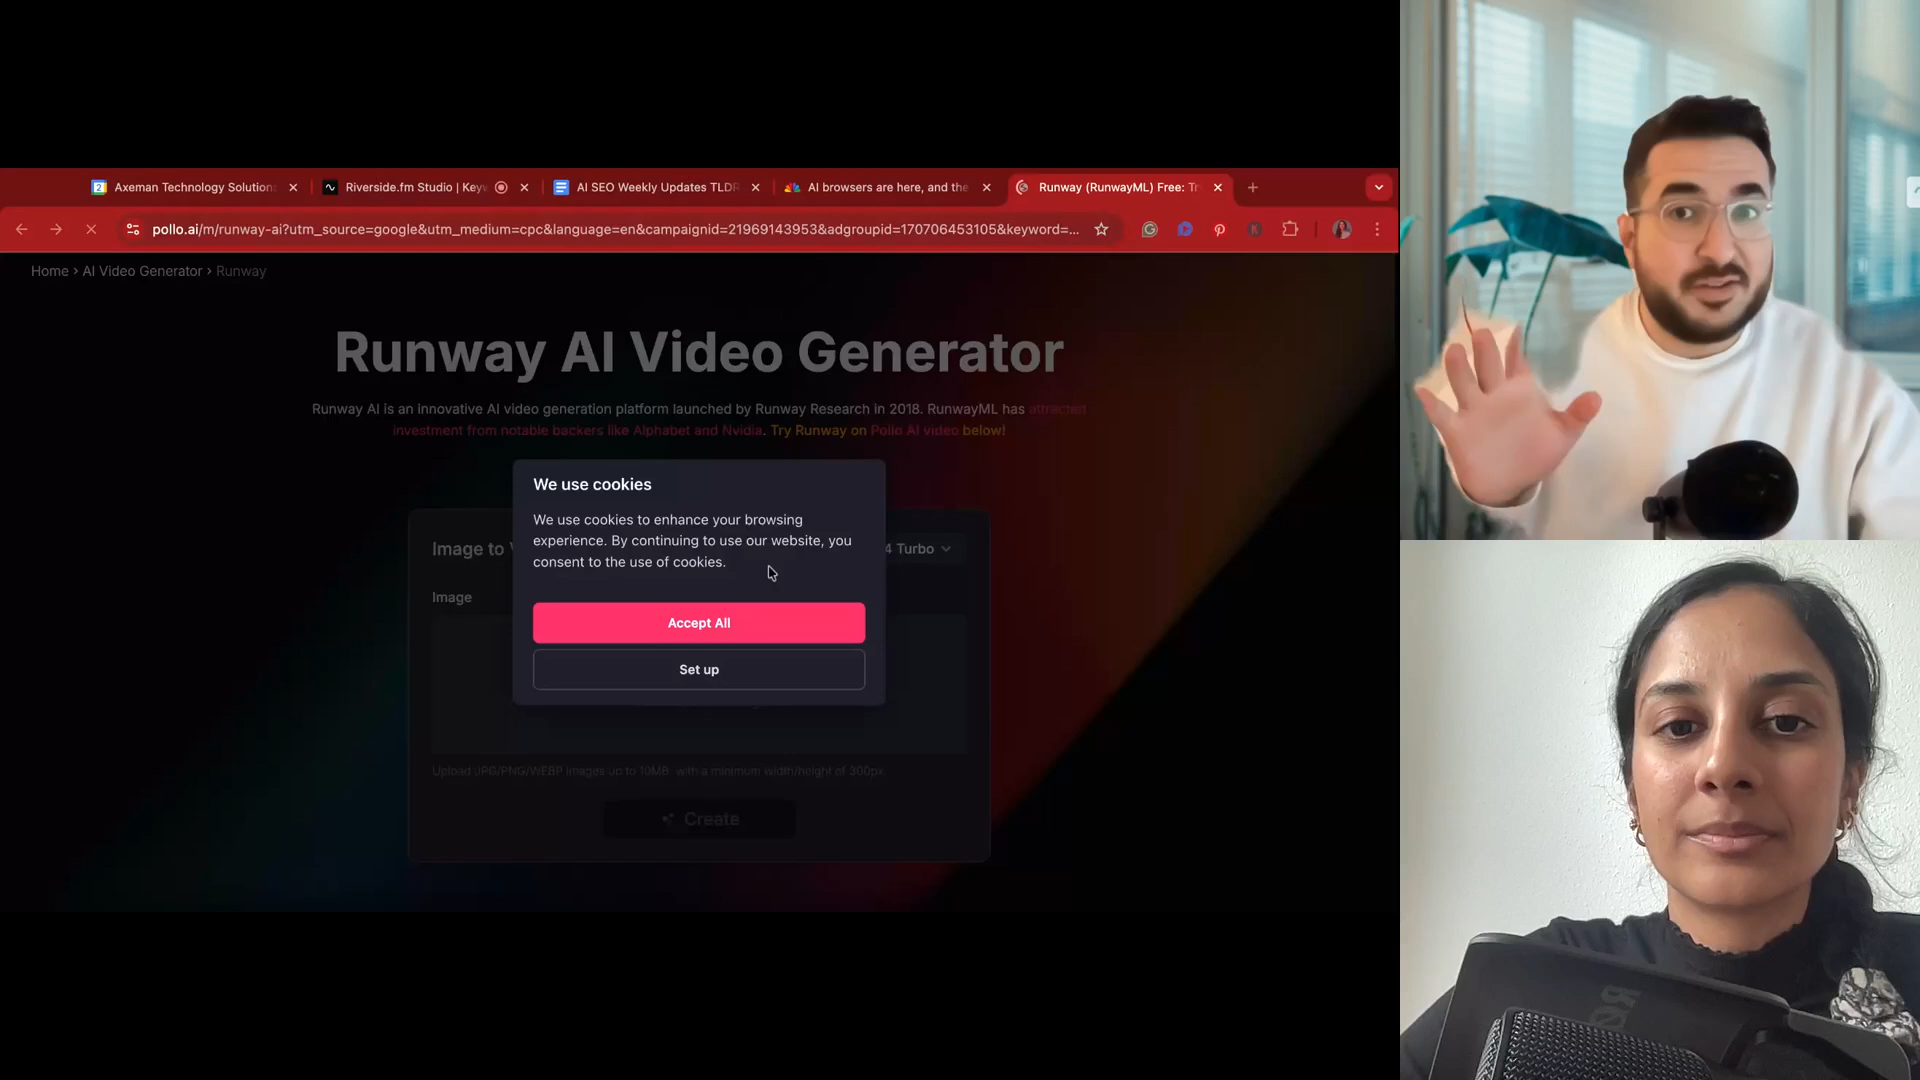 Axeman Technology Solution
Riverside.fm Studio | Keyw
AI SEO Weekly Updates TLDR
AI browsers are here, and the
Runway (RunwayML) Free: Tr
pollo.ai/m/runway-ai?utm_source=google&utm_medium=cpc&language=en&campaignid=21969143953&adgroupid=170706453105&keyword=...
Home › AI Video Generator › Runway
Runway AI Video Generator
Runway AI is an innovative AI video generation platform launched by Runway Research in 2018. RunwayML has attracted
investment from notable backers like Alphabet and Nvidia. Try Runway on Pollo AI video below!
We use cookies
We use cookies to enhance your browsing
experience. By continuing to use our website, you
consent to the use of cookies.
Image to
4 Turbo
Image
Accept All
Set up
Upload JPG/PNG/WEBP images up to 10MB, with a minimum width/height of 300px.
Create